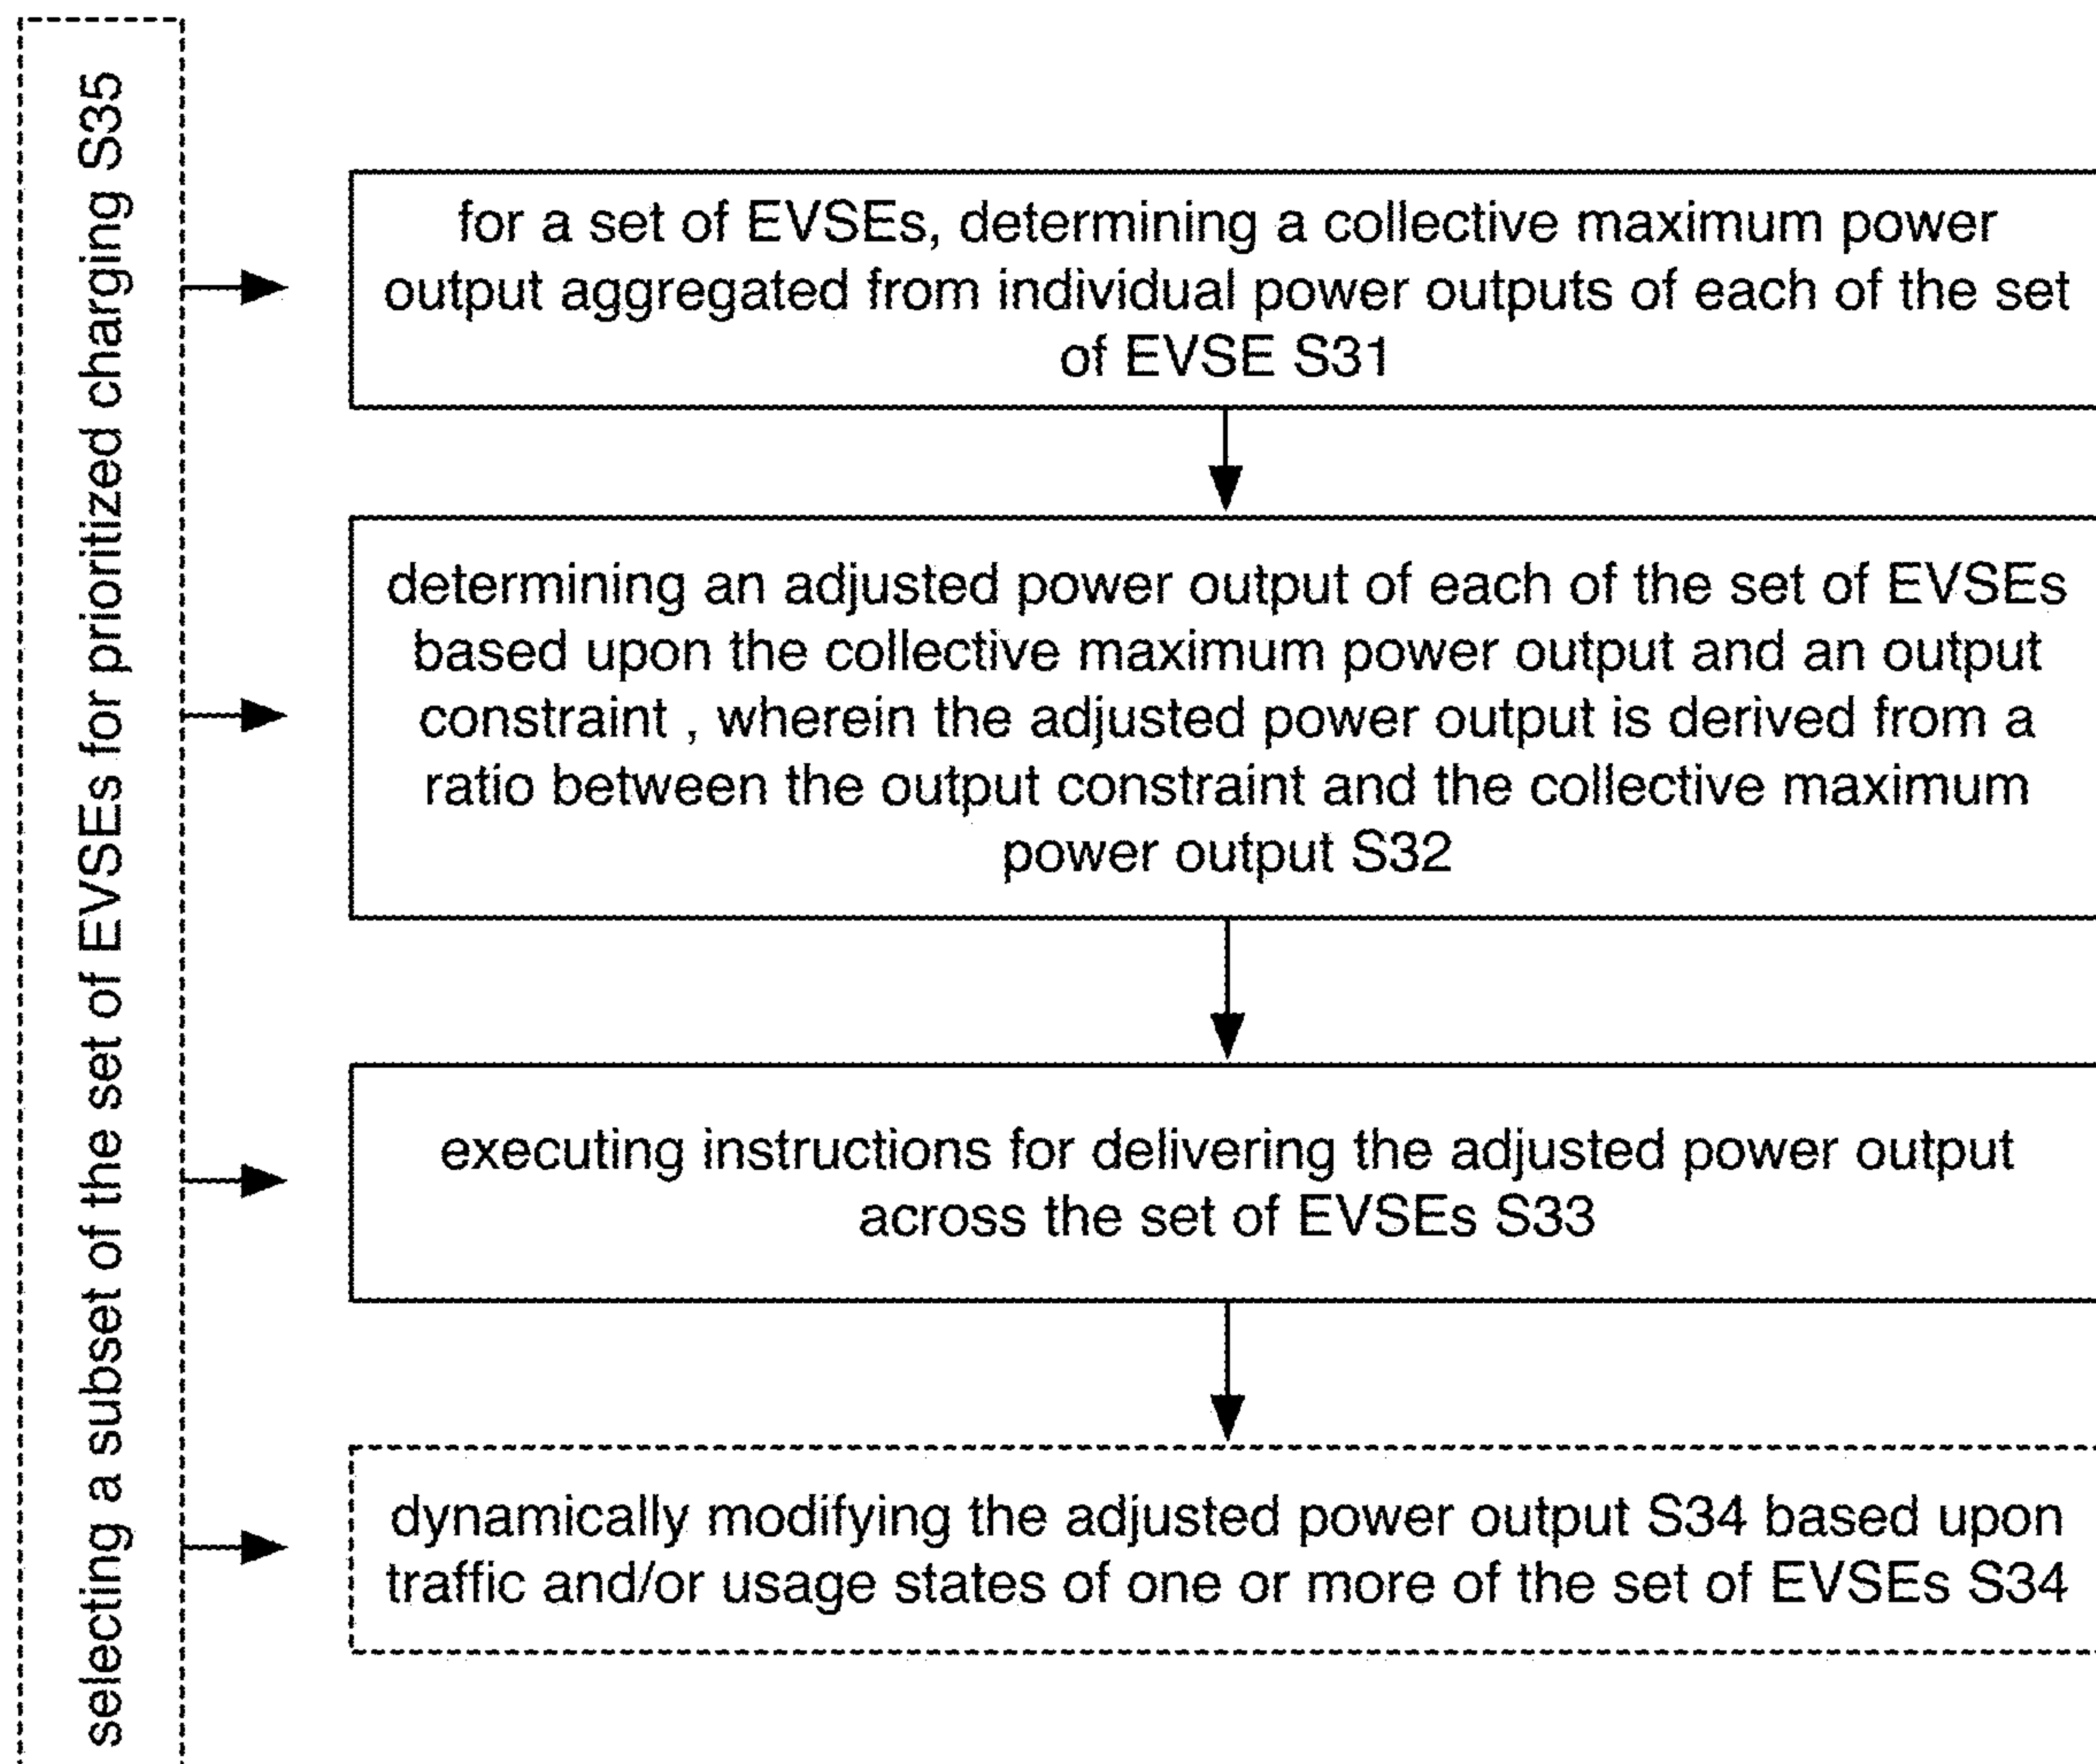 selecting a subset of the set of EVSEs for prioritized charging S35
for a set of EVSEs, determining a collective maximum power
output aggregated from individual power outputs of each of the set
of EVSE S31
determining an adjusted power output of each of the set of EVSEs
based upon the collective maximum power output and an output
constraint , wherein the adjusted power output is derived from a
ratio between the output constraint and the collective maximum
power output S32
executing instructions for delivering the adjusted power output
across the set of EVSEs S33
dynamically modifying the adjusted power output S34 based upon
traffic and/or usage states of one or more of the set of EVSEs S34